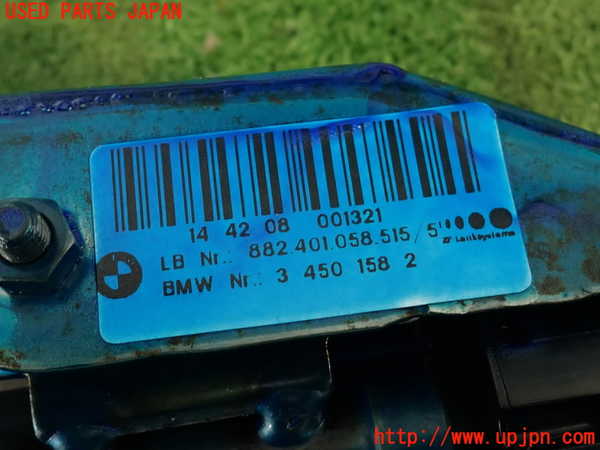 USED PARTS JAPAN
14 42 08 001321
LB Nr.: 882.401.058.515/5
BMW Nr.: 3 450 158 2
http://www.upjpn.com